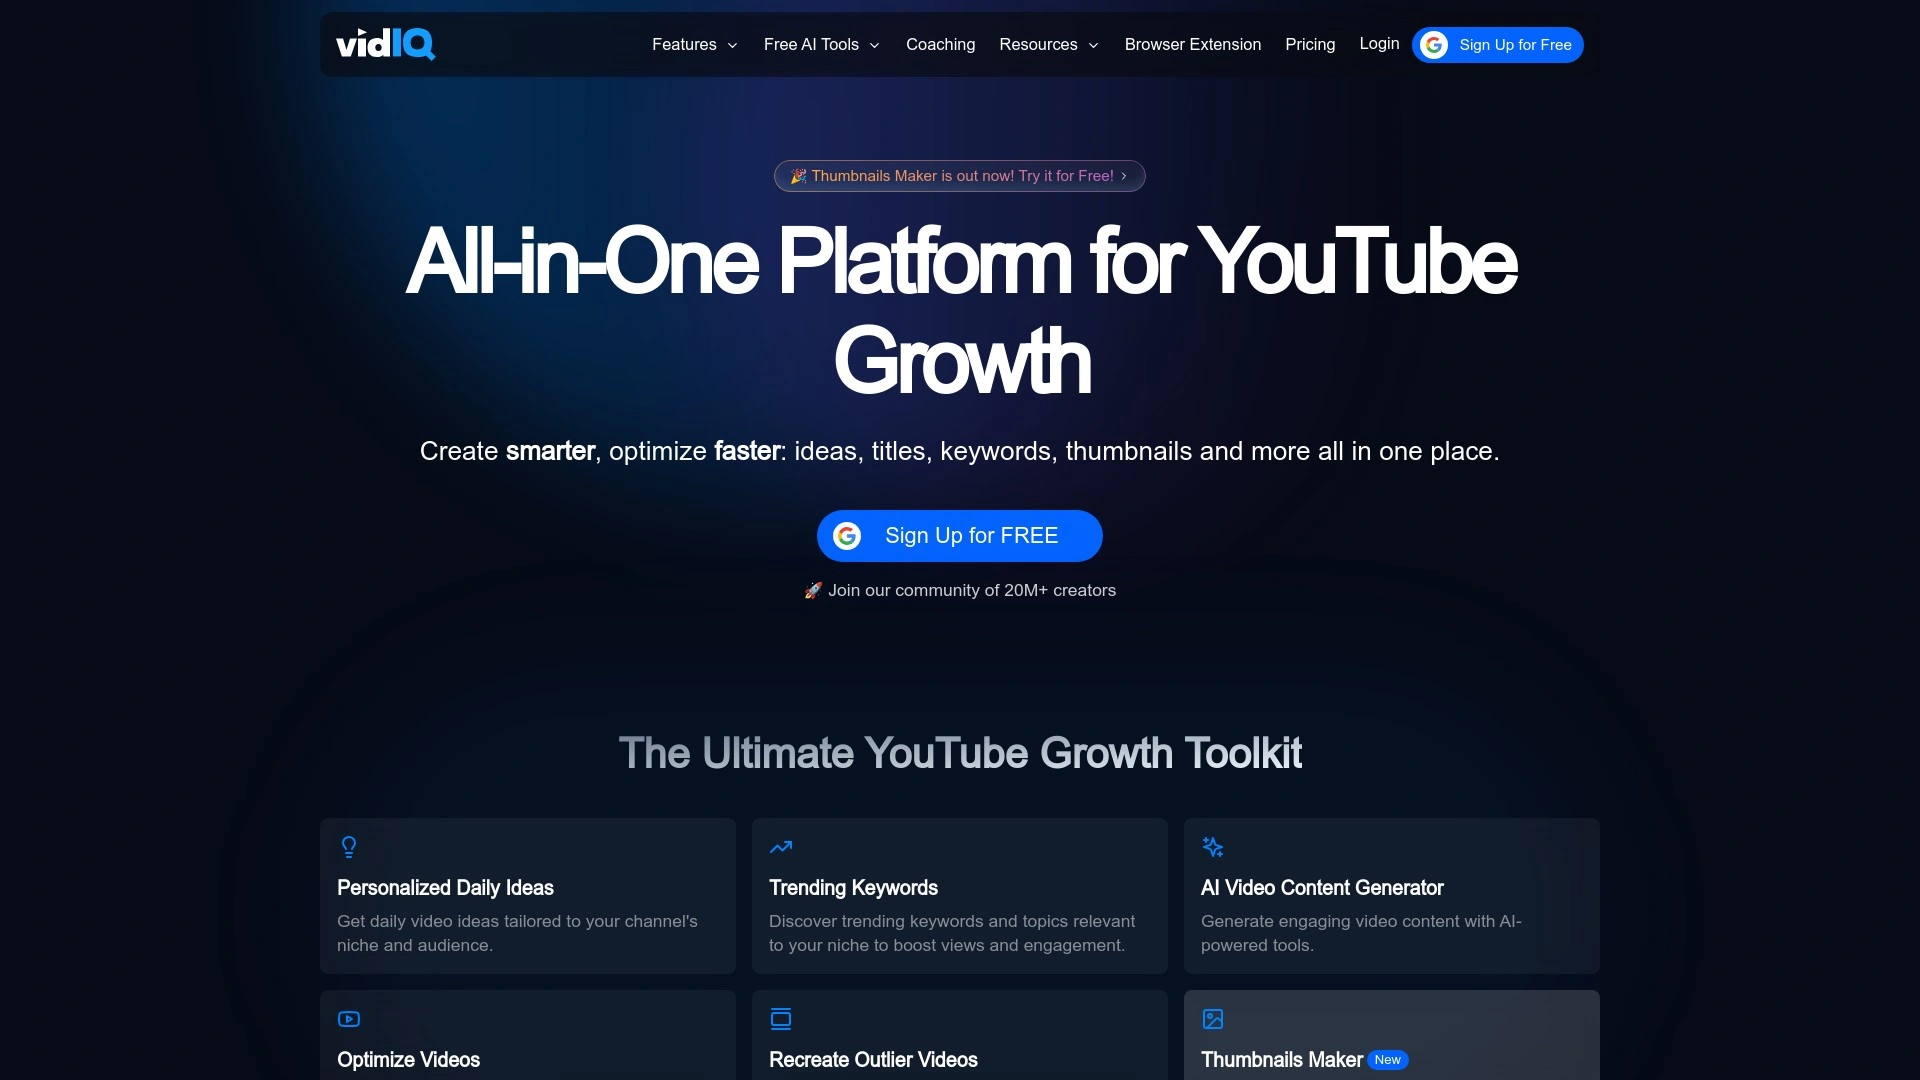 vidIQ
Features
Free AI Tools
Coaching
Resources
Browser Extension
Pricing
Login
Sign Up for Free
🎉 Thumbnails Maker is out now! Try it for Free!
All-in-One Platform for YouTube
Growth
Create smarter, optimize faster: ideas, titles, keywords, thumbnails and more all in one place.
Sign Up for FREE
🚀 Join our community of 20M+ creators
The Ultimate YouTube Growth Toolkit
Personalized Daily Ideas
Get daily video ideas tailored to your channel's
niche and audience.
Trending Keywords
Discover trending keywords and topics relevant
to your niche to boost views and engagement.
AI Video Content Generator
Generate engaging video content with AI-
powered tools.
Optimize Videos
Recreate Outlier Videos
Thumbnails Maker New